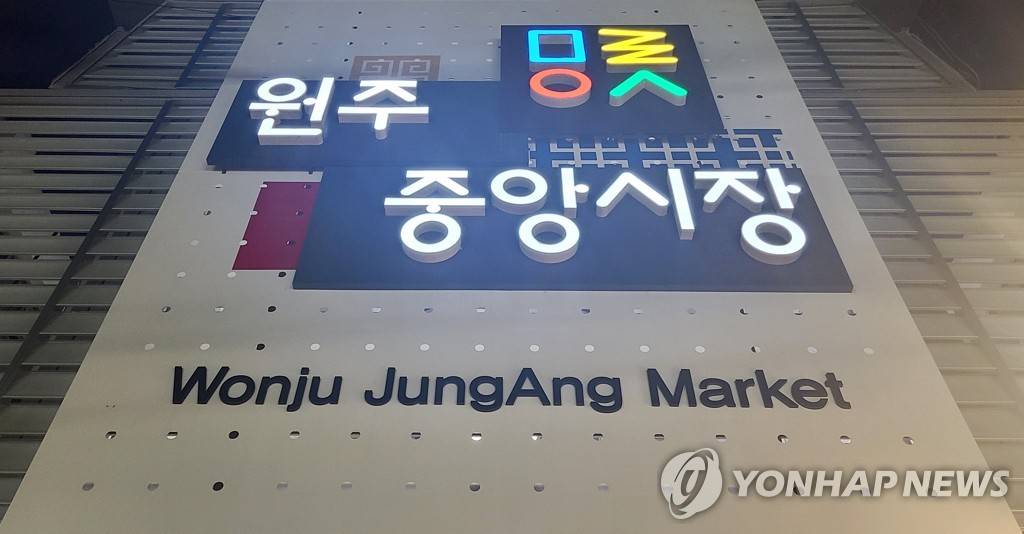 원주
중앙시장
Wonju JungAng Market
YONHAP NEWS